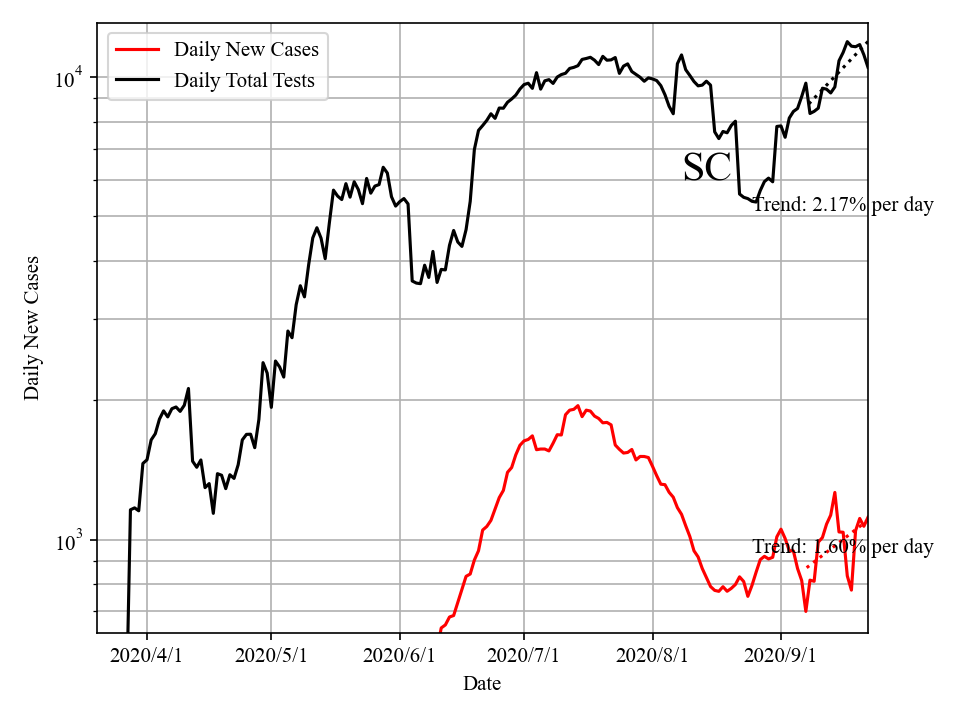 Daily New Cases
Daily Total Tests
10^4
SC
Trend: 2.17% per day
Daily New Cases
10^3
Trend: 1.60% per day
2020/4/1 2020/5/1 2020/6/1 2020/7/1 2020/8/1 2020/9/1
Date